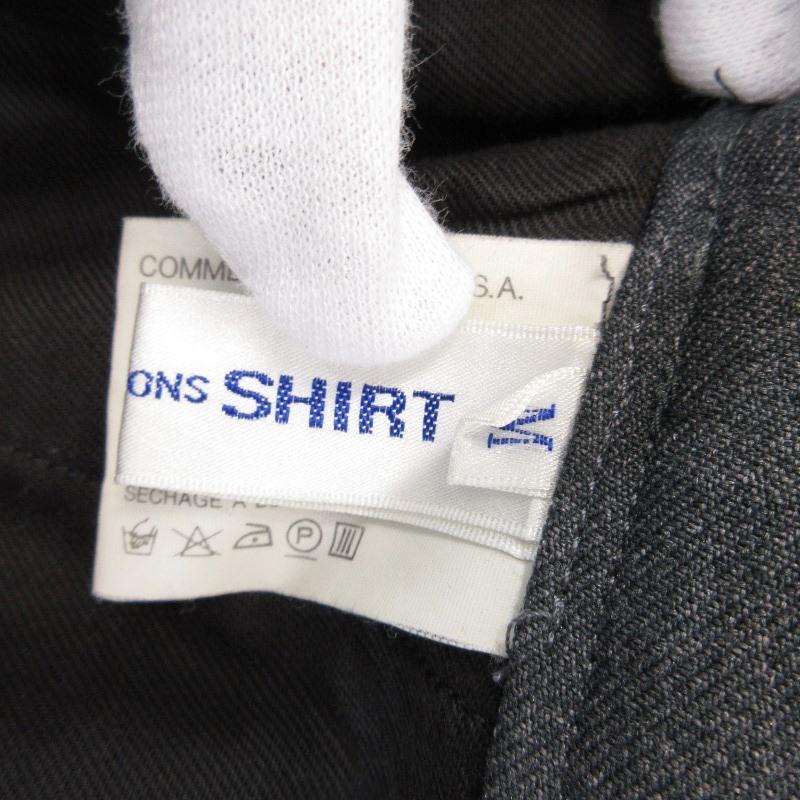 COMME S.A.
ONS SHIRT
SECHAGE A
P